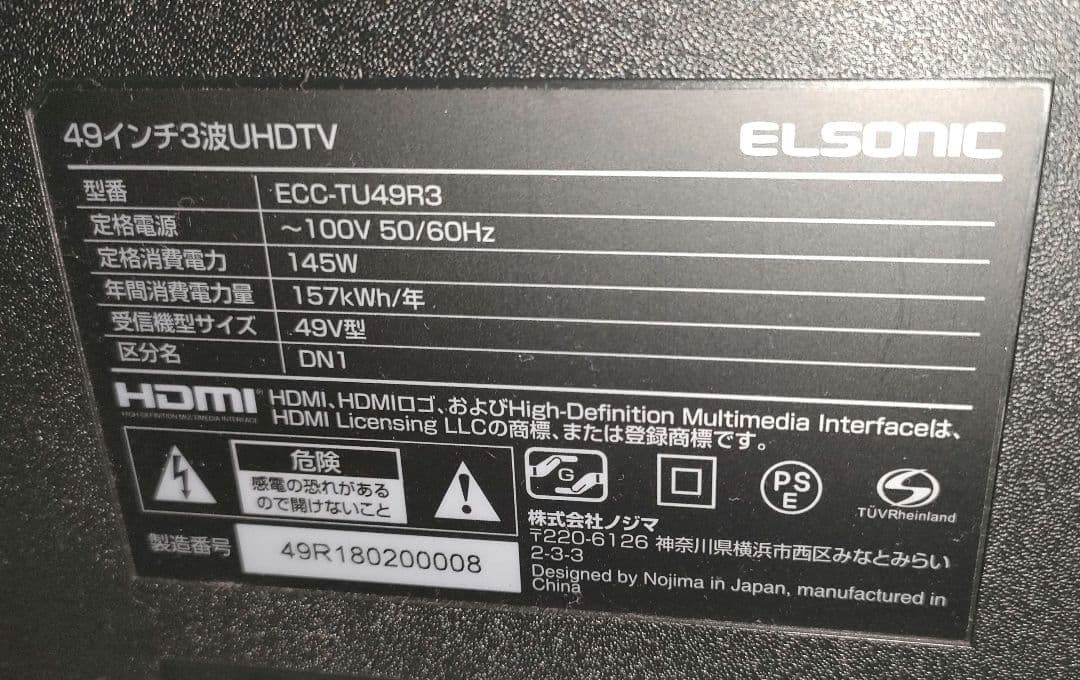 49インチ3波UHDTV
ELSONIC
型番 ECC-TU49R3
定格電源 ～100V 50/60Hz
定格消費電力 145W
年間消費電力量 157kWh/年
受信機型サイズ 49V型
区分名 DN1
HDMI®
HIGH-DEFINITION MULTIMEDIA INTERFACE
HDMI、HDMIロゴ、およびHigh-Definition Multimedia Interfaceは、
HDMI Licensing LLCの商標、または登録商標です。
危険
感電の恐れがある
ので開けないこと
G
PS
E
TÜVRheinland
製造番号 49R180200008
株式会社ノジマ
〒220-6126 神奈川県横浜市西区みなとみらい
2-3-3
Designed by Nojima in Japan, manufactured in
China